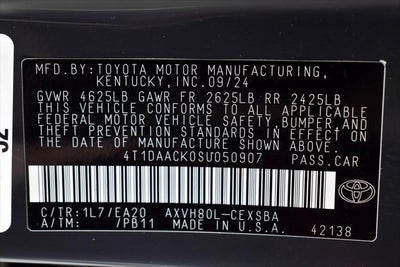 MFD.BY:TOYOTA MOTOR MANUFACTURING,
KENTUCKY,INC.09/24
GVWR 4625LB GAWR FR 2625LB RR 2425LB
THIS VEHICLE CONFORMS TO ALL APPLICABLE
FEDERAL MOTOR VEHICLE SAFETY,BUMPER,AND
THEFT PREVENTION STANDARDS IN EFFECT ON
THE DATE OF MANUFACTURE SHOWN ABOVE.
4T1DAACK0SU050907 PASS.CAR
C/TR:1L7/EA20 AXVH80L-CEXSBA
A/TM: /PB11 MADE IN U.S.A.
42138
TOYOTA